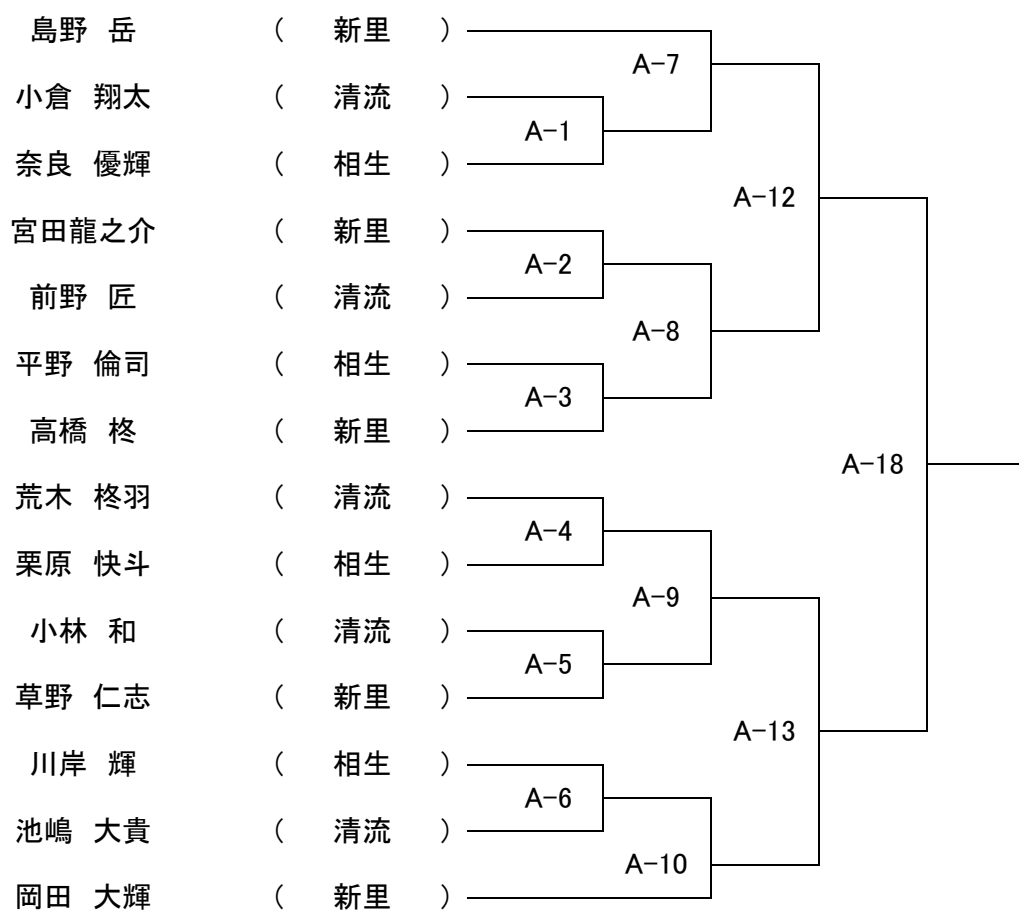 島野 岳 ( 新里 )
A-7
小倉 翔太 ( 清流 )
A-1
奈良 優輝 ( 相生 )
A-12
宮田龍之介 ( 新里 )
A-2
前野 匠 ( 清流 )
A-8
平野 倫司 ( 相生 )
A-3
高橋 柊 ( 新里 )
A-18
荒木 柊羽 ( 清流 )
A-4
栗原 快斗 ( 相生 )
A-9
小林 和 ( 清流 )
A-5
草野 仁志 ( 新里 )
A-13
川岸 輝 ( 相生 )
A-6
池嶋 大貴 ( 清流 )
A-10
岡田 大輝 ( 新里 )